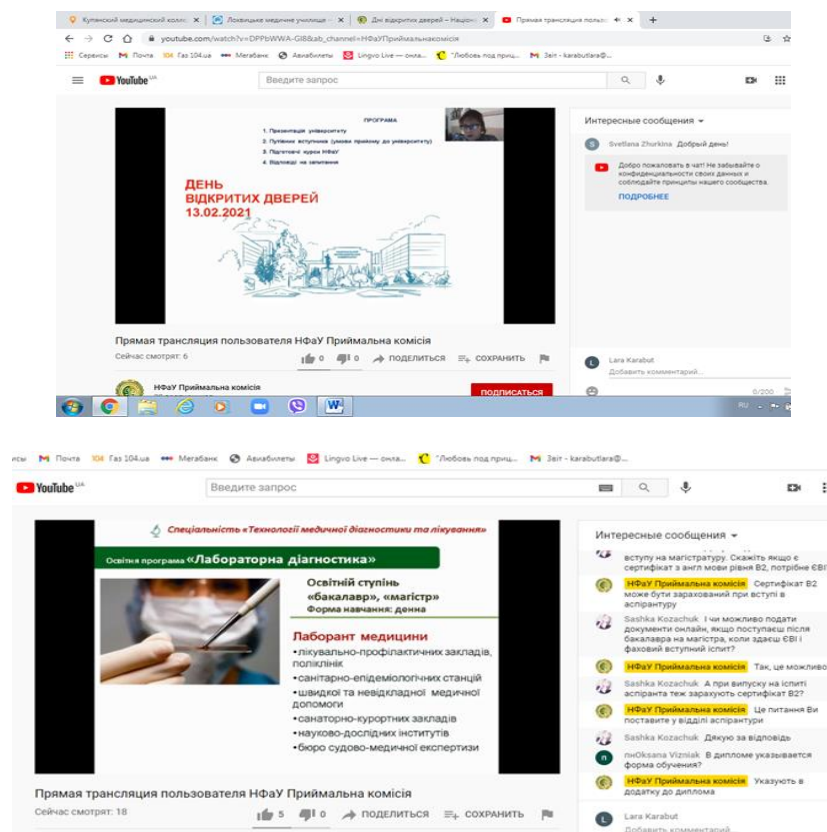 Купянский медицинский колле
Лохвицьке медичне училище -
Дні відкритих дверей – Націон
Прямая трансляция польз
youtube.com/watch?v=DPPbWWA-GI8&ab_channel=НФаУПриймальнакомісія
Сервисы Почта 104 Газ 104.ua Мегабанк Авиабилеты Lingvo Live — онла... "Любовь под приц... Звіт - karabutlara@...
YouTube UA
Введите запрос
ПРОГРАМА
1. Презентація університету
2. Путівник вступника (умови прийому до університету)
3. Підготовчі курси НФаУ
4. Відповіді на запитання
ДЕНЬ
ВІДКРИТИХ ДВЕРЕЙ
13.02.2021
Прямая трансляция пользователя НФаУ Приймальна комісія
Сейчас смотрят: 6
0 0 ПОДЕЛИТЬСЯ СОХРАНИТЬ
НФаУ Приймальна комісія
ПОДПИСАТЬСЯ
Интересные сообщения
S Svetlana Zhurkina Добрый день!
Добро пожаловать в чат! Не забывайте о
конфиденциальности своих данных и
соблюдайте принципы нашего сообщества.
ПОДРОБНЕЕ
L Lara Karabut
Добавить комментарий...
0/200
RU
Почта 104 Газ 104.ua Мегабанк Авиабилеты Lingvo Live — онла... "Любовь под приц... Звіт - karabutlara@...
YouTube UA
Введите запрос
Спеціальність «Технології медичної діагностики та лікування»
Освітня програма «Лабораторна діагностика»
Освітній ступінь
«бакалавр», «магістр»
Форма навчання: денна
Лаборант медицини
•лікувально-профілактичних закладів,
поліклінік
•санітарно-епідеміологічних станцій
•швидкої та невідкладної медичної
допомоги
•санаторно-курортних закладів
•науково-дослідних інститутів
•бюро судово-медичної експертизи
Прямая трансляция пользователя НФаУ Приймальна комісія
Сейчас смотрят: 18
5 0 ПОДЕЛИТЬСЯ СОХРАНИТЬ
Интересные сообщения
вступу на магістратуру. Скажіть якщо є
сертифікат з англ мови рівня В2, потрібне ЄВІ
НФаУ Приймальна комісія Сертифікат В2
може бути зарахований при вступі в
аспірантуру
Sashka Kozachuk І чи можливо подати
документи онлайн, якщо поступаєш після
бакалавра на магістра, коли здаєш ЄВІ і
фаховий вступний іспит?
НФаУ Приймальна комісія Так, це можливо
Sashka Kozachuk А при випуску на іспиті
аспіранта теж зарахують сертифікат В2?
НФаУ Приймальна комісія Це питання Ви
поставите у відділі аспірантури
Sashka Kozachuk Дякую за відповідь
пнOksana Vizniak В дипломе указывается
форма обучения?
НФаУ Приймальна комісія Указують в
додатку до диплома
L Lara Karabut
Добавить комментарий...